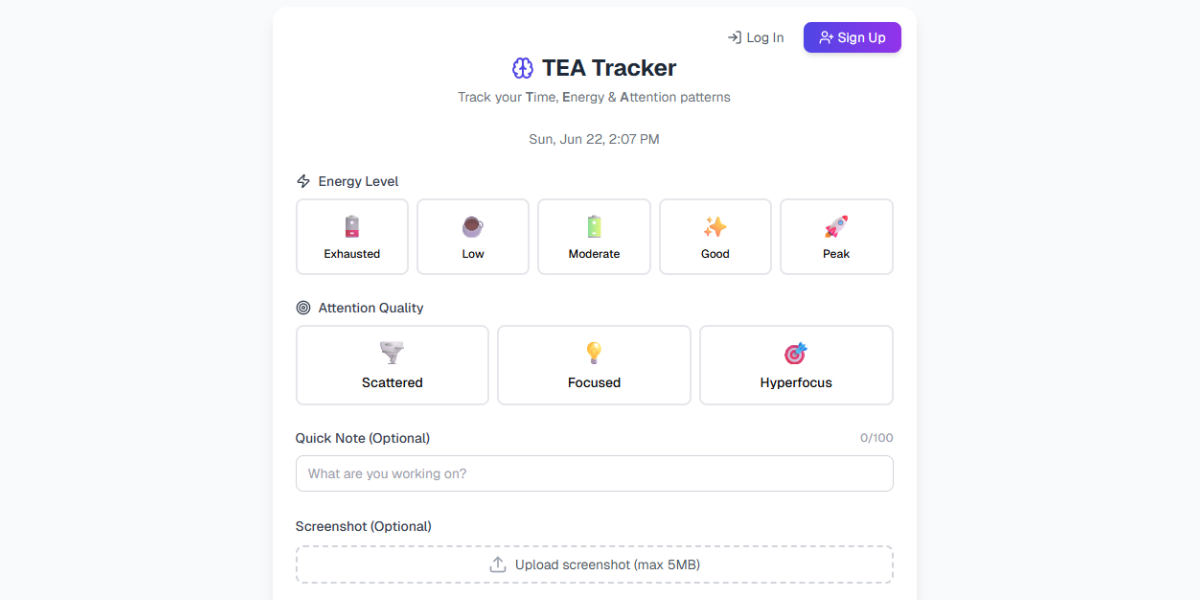 Log In Sign Up
TEA Tracker
Track your Time, Energy & Attention patterns
Sun, Jun 22, 2:07 PM
Energy Level
Exhausted Low Moderate Good Peak
Attention Quality
Scattered Focused Hyperfocus
Quick Note (Optional) 0/100
What are you working on?
Screenshot (Optional)
Upload screenshot (max 5MB)